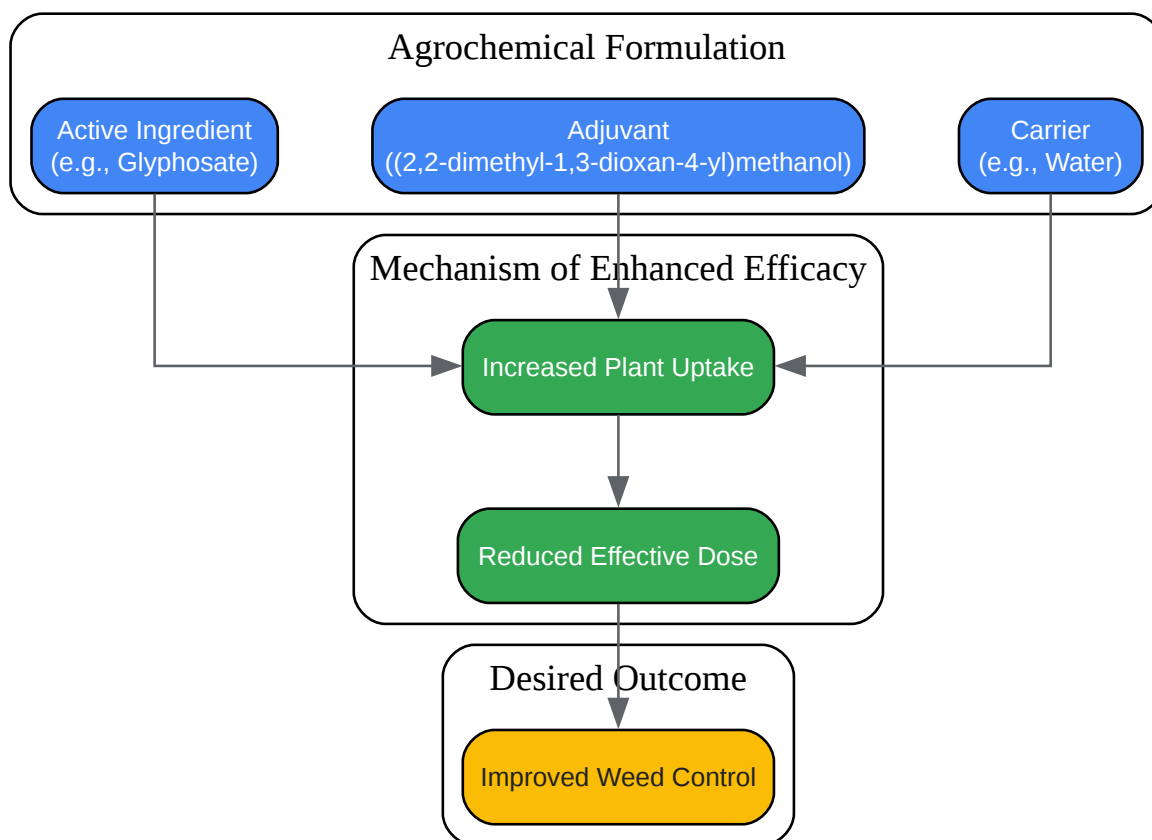 Agrochemical Formulation
Active Ingredient
(e.g., Glyphosate)
Adjuvant
((2,2-dimethyl-1,3-dioxan-4-yl)methanol)
Carrier
(e.g., Water)
Mechanism of Enhanced Efficacy
Increased Plant Uptake
Reduced Effective Dose
Desired Outcome
Improved Weed Control